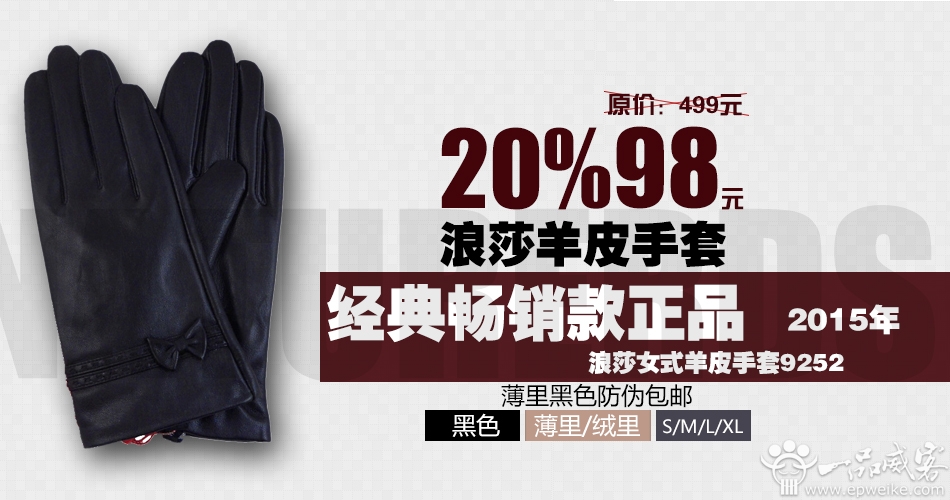 原价：499元
20%98元
浪莎羊皮手套
经典畅销款正品 2015年
浪莎女式羊皮手套9252
薄里黑色防伪包邮
黑色 薄里/绒里 S/M/L/XL
一品威客
www.epweike.com